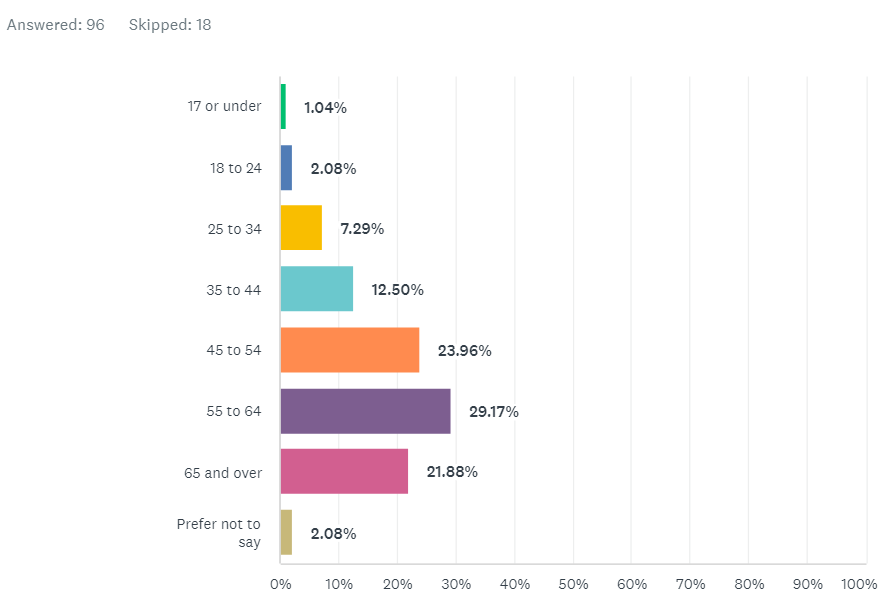 Answered: 96 Skipped: 18
17 or under 1.04%
18 to 24 2.08%
25 to 34 7.29%
35 to 44 12.50%
45 to 54 23.96%
55 to 64 29.17%
65 and over 21.88%
Prefer not to
say 2.08%
0% 10% 20% 30% 40% 50% 60% 70% 80% 90% 100%